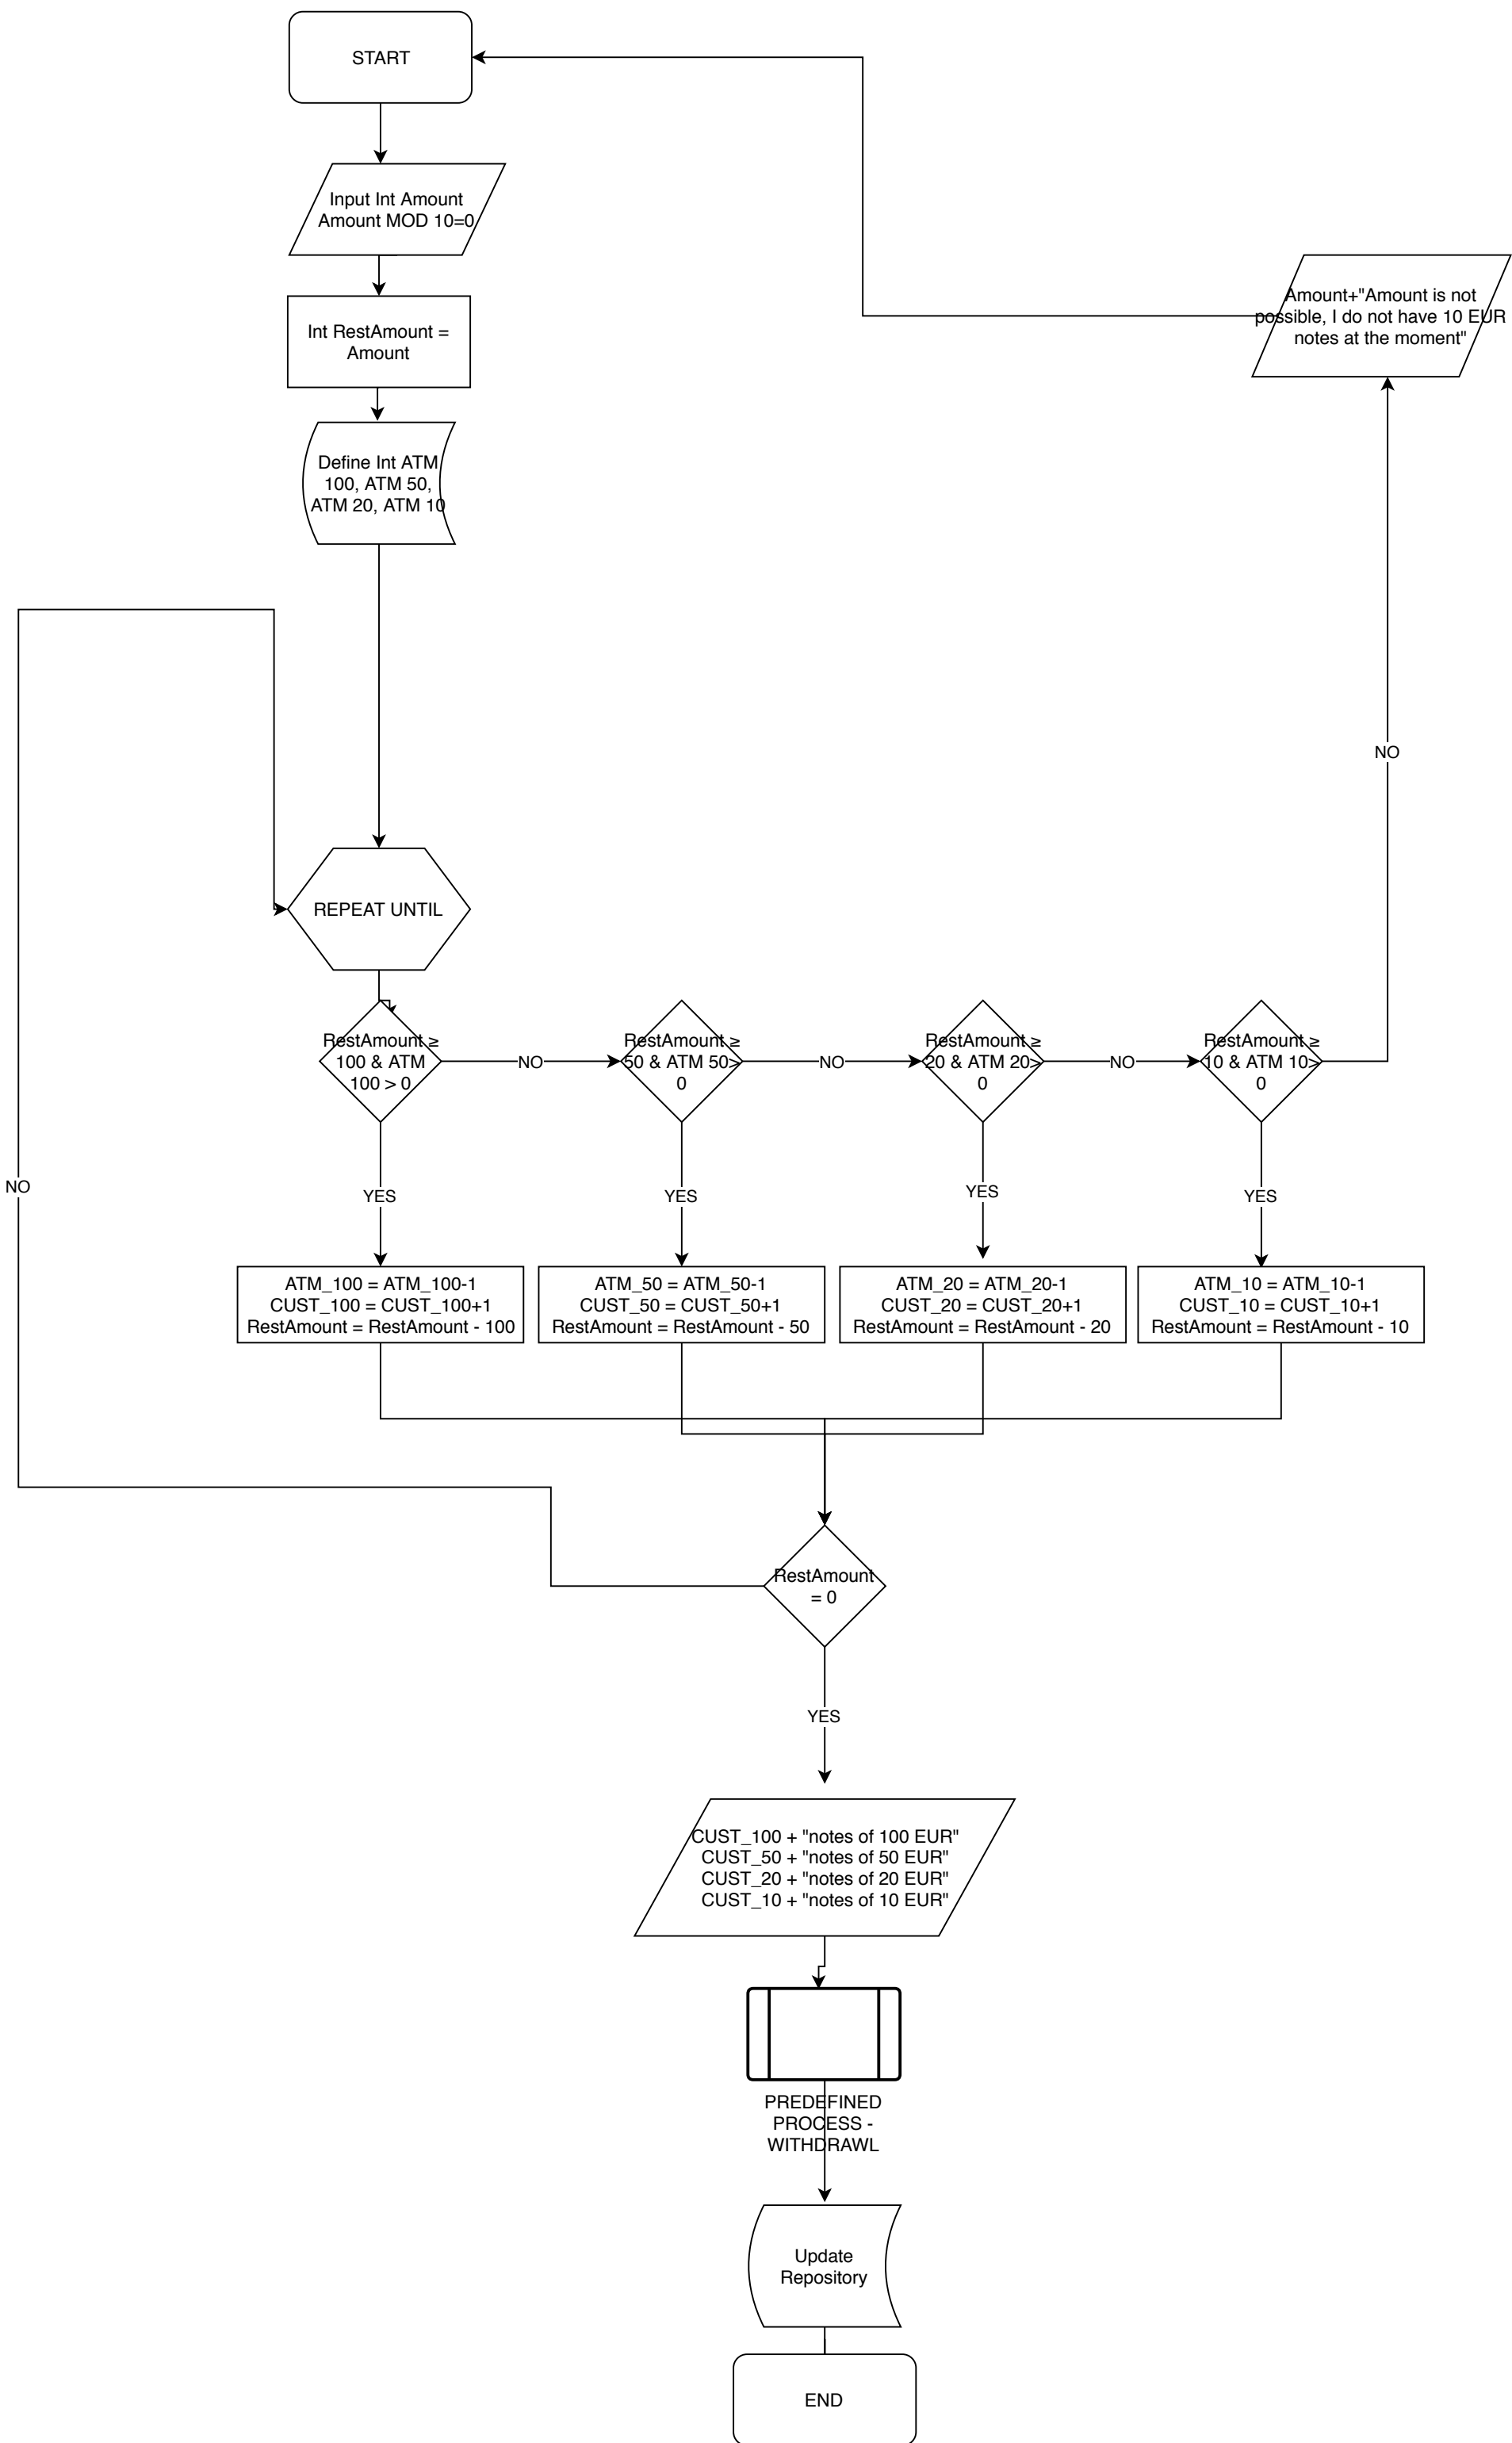 START
Input Int Amount
Amount MOD 10=0
Int RestAmount =
Amount
Amount+"Amount is not
possible, I do not have 10 EUR
notes at the moment"
Define Int ATM
100, ATM 50,
ATM 20, ATM 10
NO
REPEAT UNTIL
RestAmount ≥
100 & ATM
100 > 0
NO
RestAmount ≥
50 & ATM 50>
0
NO
RestAmount ≥
20 & ATM 20>
0
NO
RestAmount ≥
10 & ATM 10>
0
NO
YES
YES
YES
YES
ATM_100 = ATM_100-1
CUST_100 = CUST_100+1
RestAmount = RestAmount - 100
ATM_50 = ATM_50-1
CUST_50 = CUST_50+1
RestAmount = RestAmount - 50
ATM_20 = ATM_20-1
CUST_20 = CUST_20+1
RestAmount = RestAmount - 20
ATM_10 = ATM_10-1
CUST_10 = CUST_10+1
RestAmount = RestAmount - 10
RestAmount
= 0
YES
CUST_100 + "notes of 100 EUR"
CUST_50 + "notes of 50 EUR"
CUST_20 + "notes of 20 EUR"
CUST_10 + "notes of 10 EUR"
PREDEFINED
PROCESS -
WITHDRAWL
Update
Repository
END